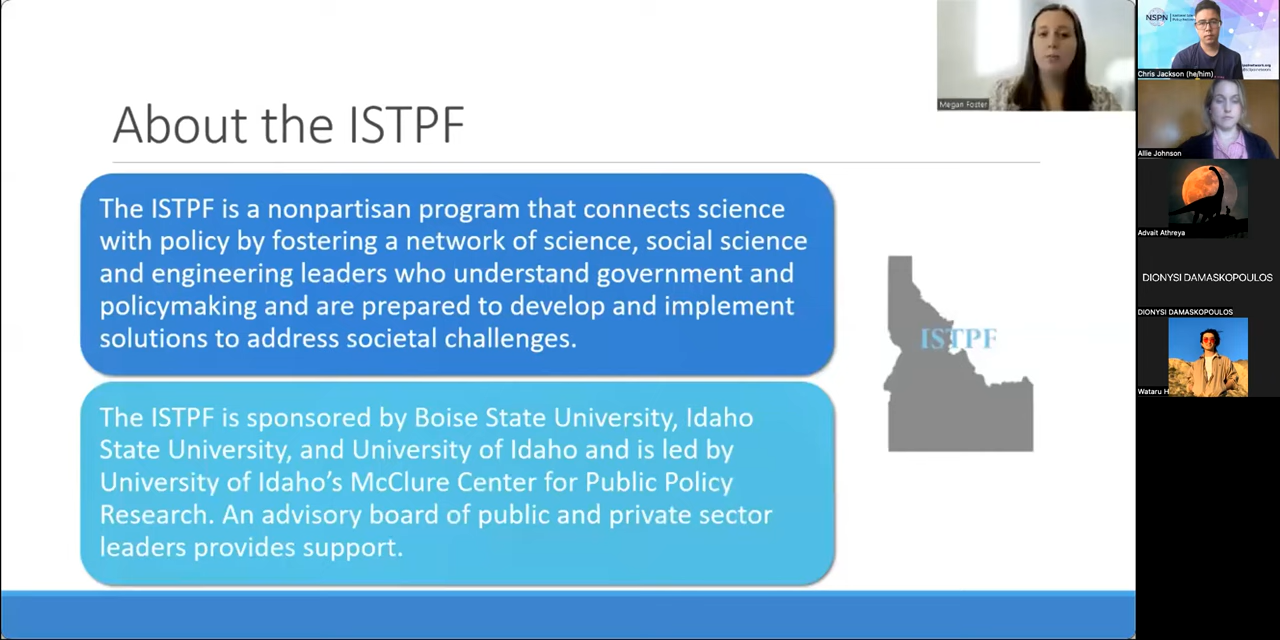 About the ISTPF
The ISTPF is a nonpartisan program that connects science
with policy by fostering a network of science, social science
and engineering leaders who understand government and
policymaking and are prepared to develop and implement
solutions to address societal challenges.
The ISTPF is sponsored by Boise State University, Idaho
State University, and University of Idaho and is led by
University of Idaho’s McClure Center for Public Policy
Research. An advisory board of public and private sector
leaders provides support.
ISTPF
Megan Foster
NSPN
Chris Jackson (he/him)
Allie Johnson
Advait Athreya
DIONYSI DAMASKOPOULOS
DIONYSI DAMASKOPOULOS
Wataru H